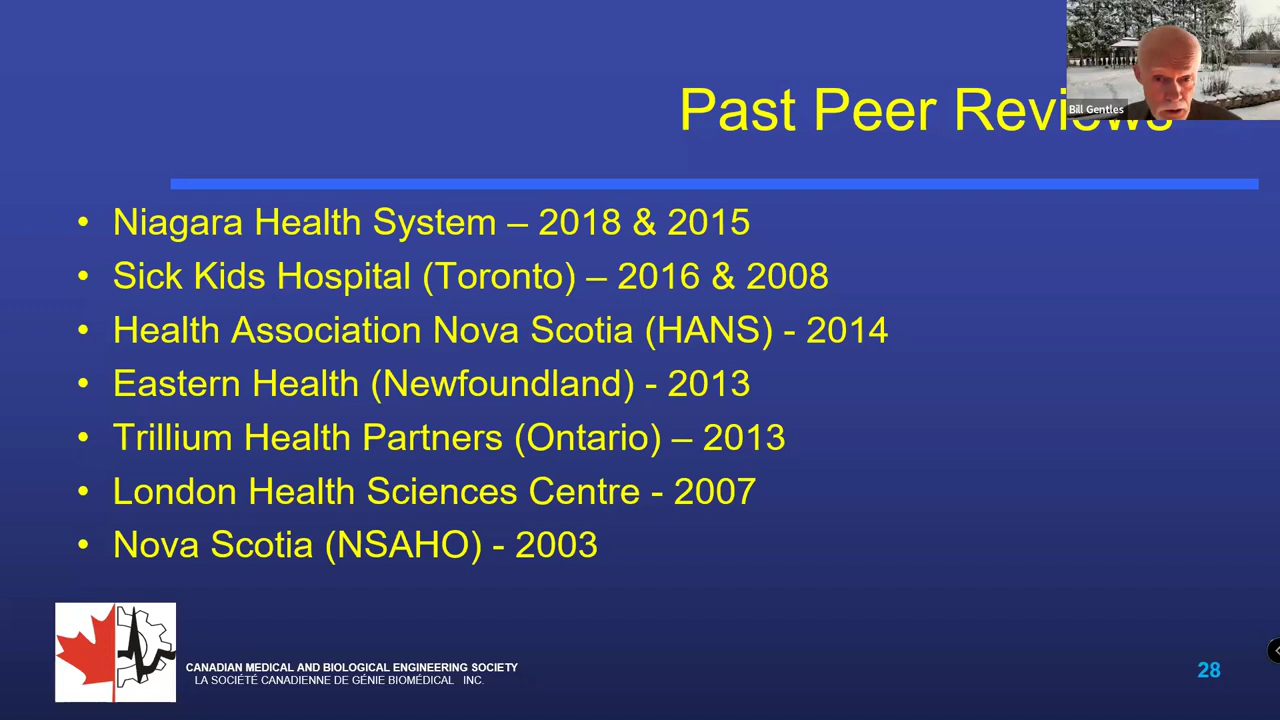 Bill Gentles
Past Peer Reviews
• Niagara Health System – 2018 & 2015
• Sick Kids Hospital (Toronto) – 2016 & 2008
• Health Association Nova Scotia (HANS) - 2014
• Eastern Health (Newfoundland) - 2013
• Trillium Health Partners (Ontario) – 2013
• London Health Sciences Centre - 2007
• Nova Scotia (NSAHO) - 2003
CANADIAN MEDICAL AND BIOLOGICAL ENGINEERING SOCIETY
LA SOCIÉTÉ CANADIENNE DE GÉNIE BIOMÉDICAL INC.
28